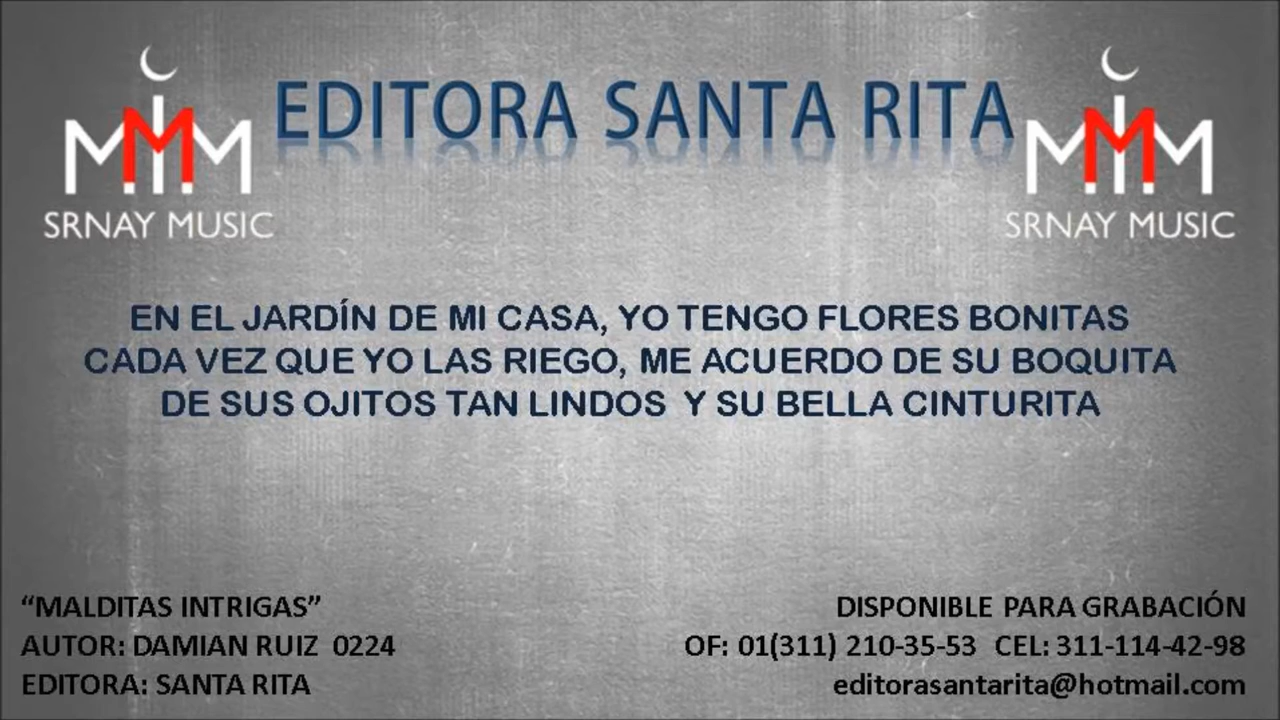 EDITORA SANTA RITA
SRNAY MUSIC
SRNAY MUSIC
EN EL JARDÍN DE MI CASA, YO TENGO FLORES BONITAS
CADA VEZ QUE YO LAS RIEGO, ME ACUERDO DE SU BOQUITA
DE SUS OJITOS TAN LINDOS Y SU BELLA CINTURITA
“MALDITAS INTRIGAS”
AUTOR: DAMIAN RUIZ 0224
EDITORA: SANTA RITA
DISPONIBLE PARA GRABACIÓN
OF: 01(311) 210-35-53 CEL: 311-114-42-98
editorasantarita@hotmail.com